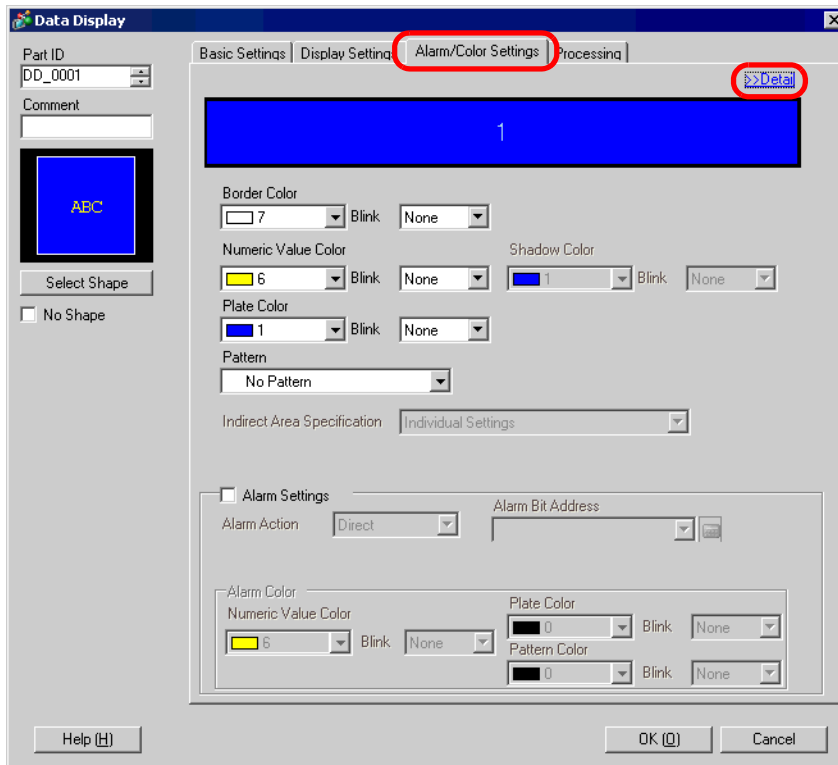 Data Display
Part ID
DD_0001
Comment
ABC
Select Shape
No Shape
Basic Settings Display Settings Alarm/Color Settings Processing
>>Detail
1
Border Color
7 Blink None
Numeric Value Color Shadow Color
6 Blink None 1 Blink None
Plate Color
1 Blink None
Pattern
No Pattern
Indirect Area Specification Individual Settings
Alarm Settings
Alarm Action Direct Alarm Bit Address
Alarm Color
Numeric Value Color Plate Color
6 Blink None 0 Blink None
Pattern Color
0 Blink None
Help (H) OK (O) Cancel